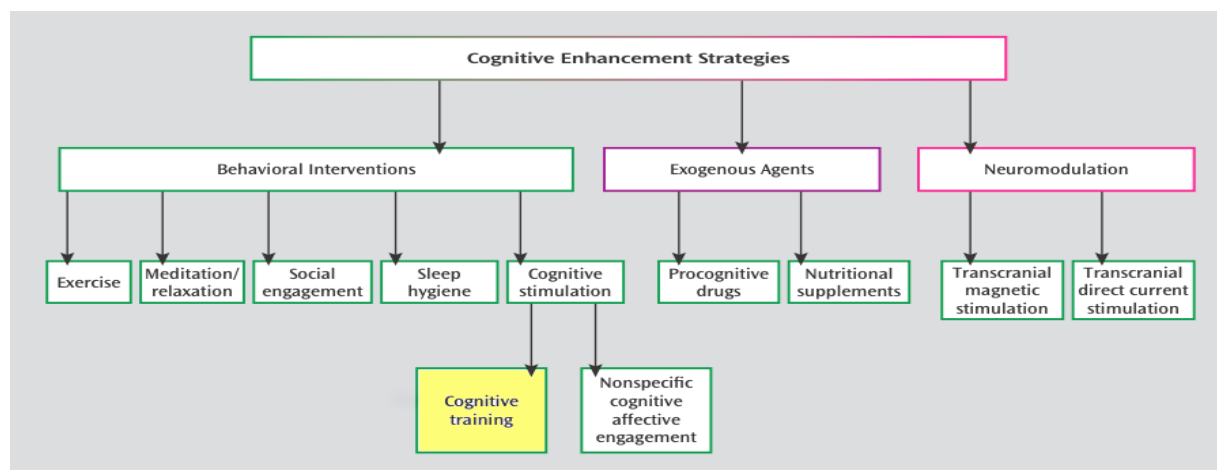 Cognitive Enhancement Strategies
Behavioral Interventions
Exogenous Agents
Neuromodulation
Exercise
Meditation/
relaxation
Social
engagement
Sleep
hygiene
Cognitive
stimulation
Procognitive
drugs
Nutritional
supplements
Transcranial
magnetic
stimulation
Transcranial
direct current
stimulation
Cognitive
training
Nonspecific
cognitive
affective
engagement